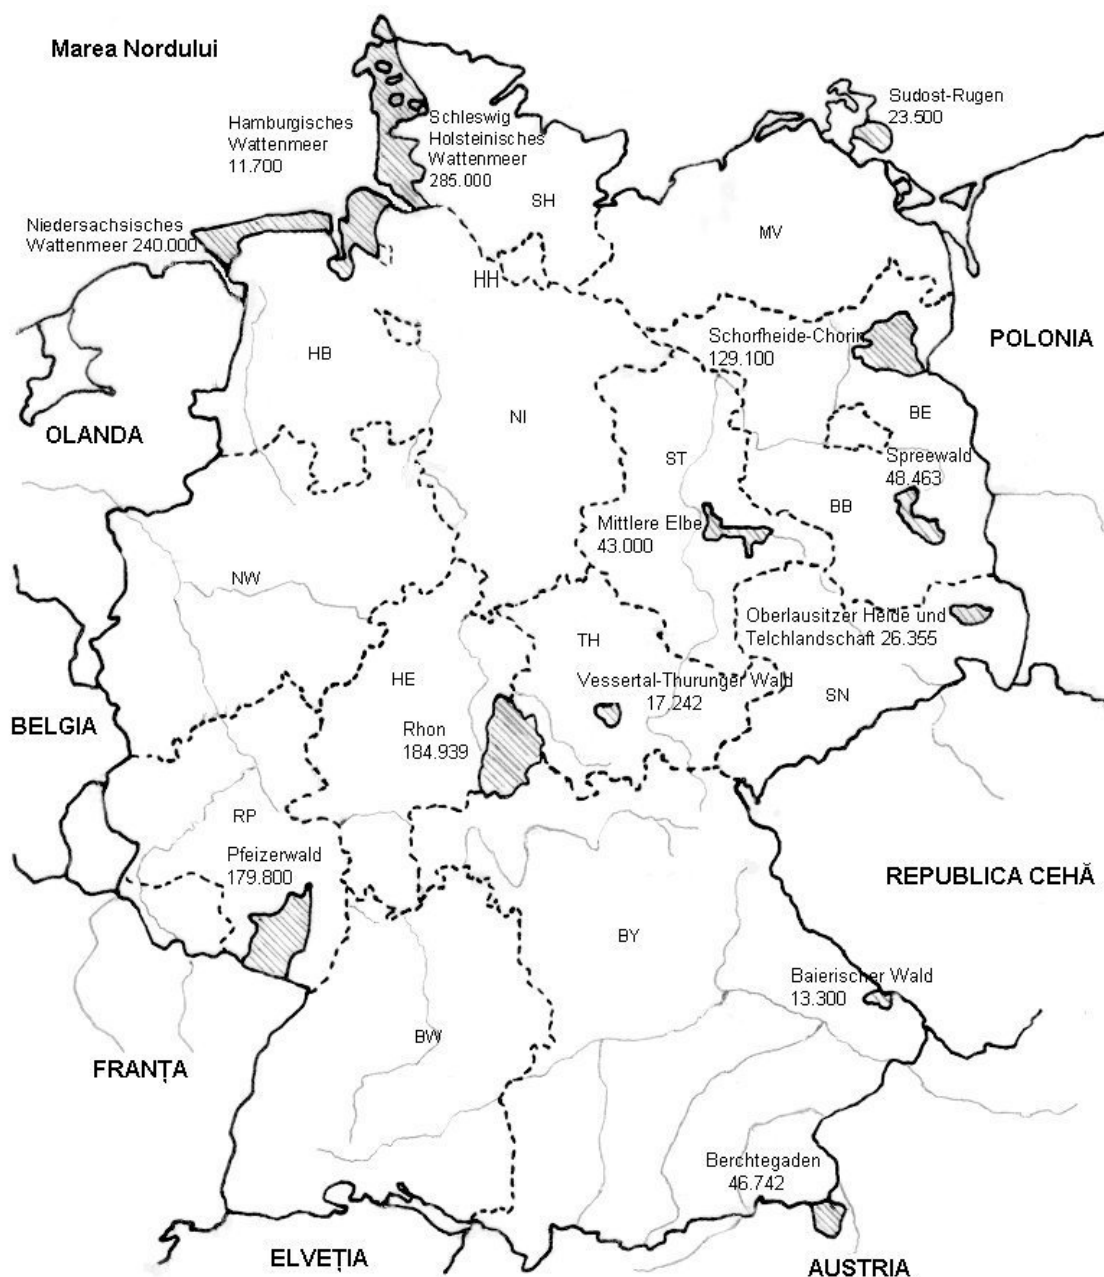 Marea Nordului
Sudost-Rugen
23.500
Hamburgisches
Wattenmeer
11.700
Schleswig
Holsteinisches
Wattenmeer
285.000
SH
MV
Niedersachsisches
Wattenmeer 240.000
HH
Schorfheide-Chorin
129.100
POLONIA
HB
NI
BE
OLANDA
ST
Spreewald
48.463
BB
Mittlere Elbe
43.000
NW
Oberlausitzer Heide und
Telchlandschaft 26.355
TH
HE
Vessertal-Thurunger Wald
17.242
SN
BELGIA
Rhon
184.939
RP
Pfeizerwald
179.800
REPUBLICA CEHĂ
BY
Baierischer Wald
13.300
BW
FRANȚA
Berchtegaden
46.742
ELVEȚIA
AUSTRIA